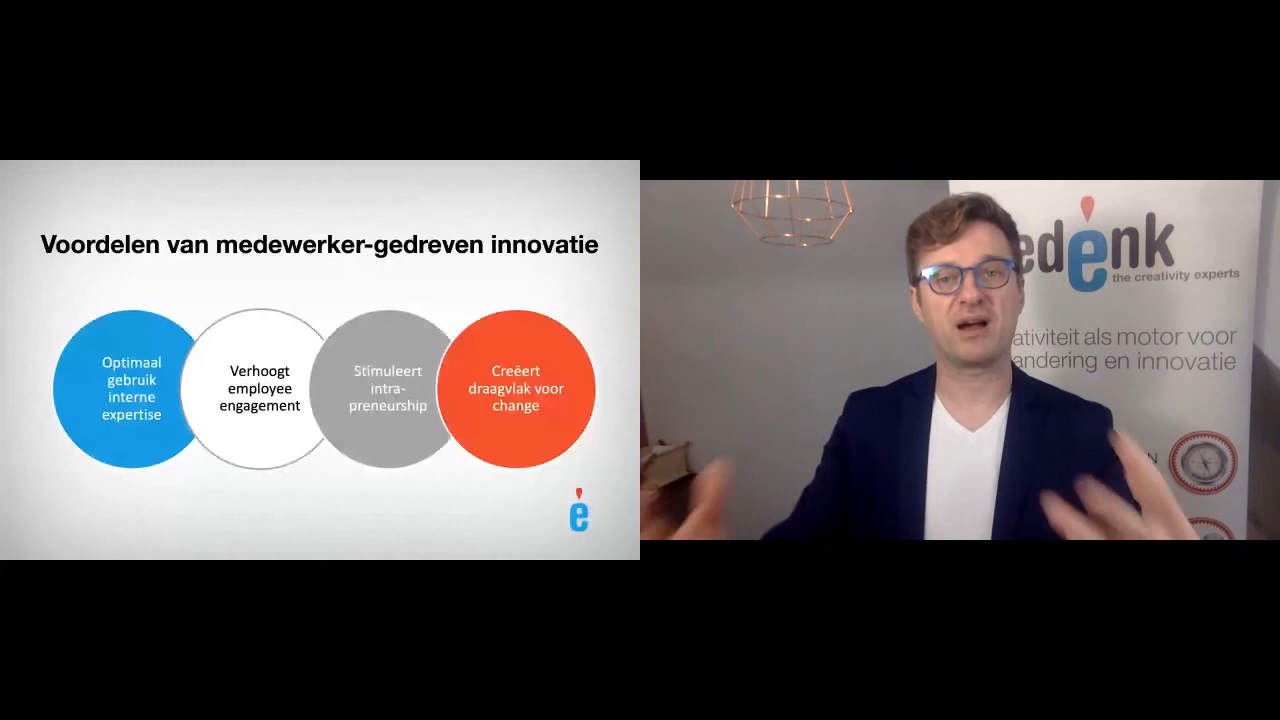 Voordelen van medewerker-gedreven innovatie
Optimaal
gebruik
interne
expertise
Verhoogt
employee
engagement
Stimuleert
intra-
preneurship
Creëert
draagvlak voor
change
e
edenk
the creativity experts
ativiteit als motor voor
andering en innovatie
N